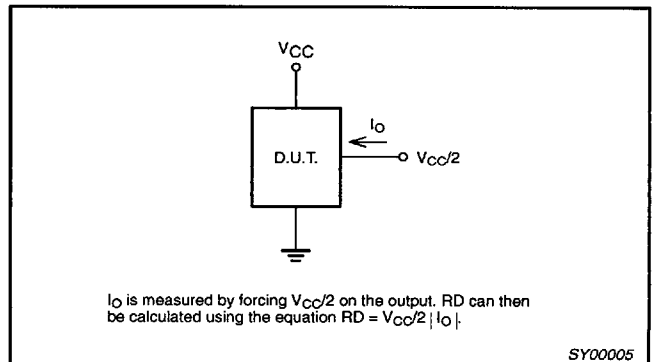 VCC
IO
D.U.T.
VCC/2
IO is measured by forcing VCC/2 on the output. RD can then
be calculated using the equation RD = VCC/2 | IO |.
SY00005